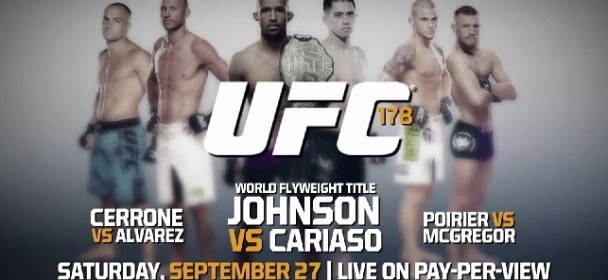 UFC
178
WORLD FLYWEIGHT TITLE
JOHNSON
VS CARIASO
CERRONE
VS ALVAREZ
POIRIER VS
MCGREGOR
SATURDAY, SEPTEMBER 27 | LIVE ON PAY-PER-VIEW